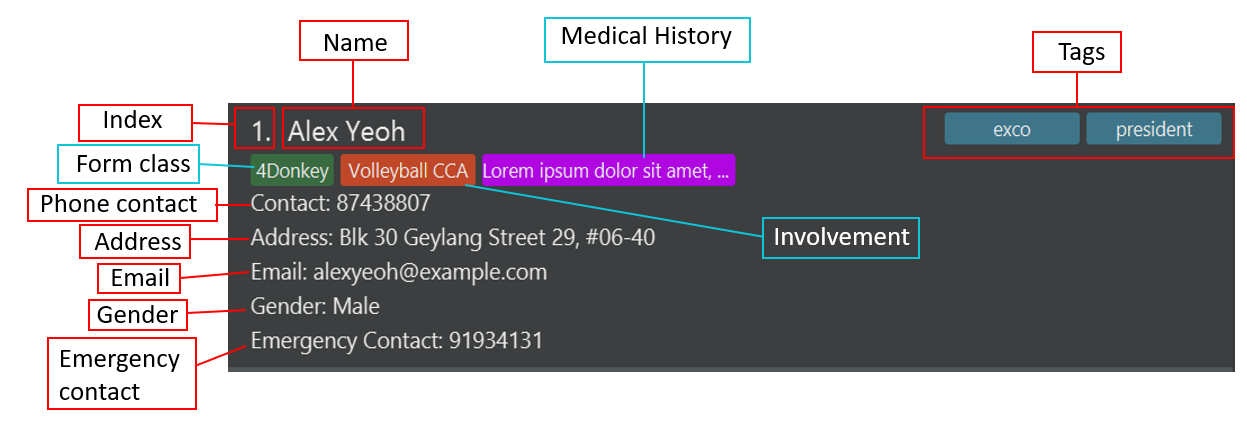 Name
Medical History
Tags
Index
1. Alex Yeoh
exco
president
Form class
4Donkey
Volleyball CCA
Lorem ipsum dolor sit amet, ...
Phone contact
Contact: 87438807
Address
Address: Blk 30 Geylang Street 29, #06-40
Involvement
Email
Email: alexyeoh@example.com
Gender
Gender: Male
Emergency Contact: 91934131
Emergency
contact